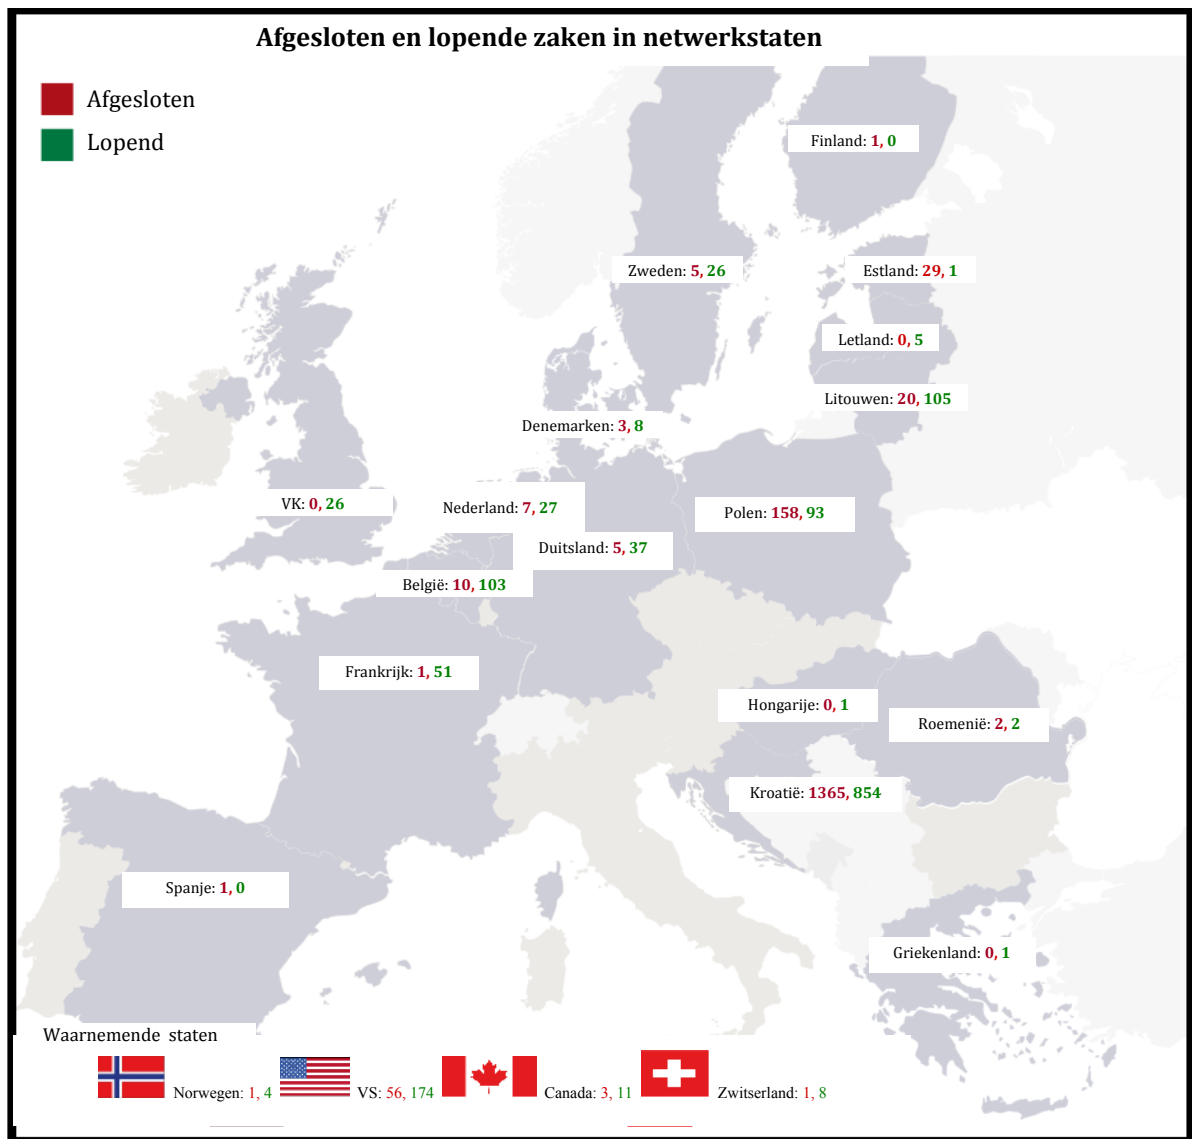 Afgesloten en lopende zaken in netwerkstaten
Afgesloten
Lopend
Finland: 1, 0
Zweden: 5, 26
Estland: 29, 1
Letland: 0, 5
Litouwen: 20, 105
Denemarken: 3, 8
VK: 0, 26
Nederland: 7, 27
Polen: 158, 93
Duitsland: 5, 37
België: 10, 103
Frankrijk: 1, 51
Hongarije: 0, 1
Roemenië: 2, 2
Kroatië: 1365, 854
Spanje: 1, 0
Griekenland: 0, 1
Waarnemende staten
Norwegen: 1, 4
VS: 56, 174
Canada: 3, 11
Zwitserland: 1, 8